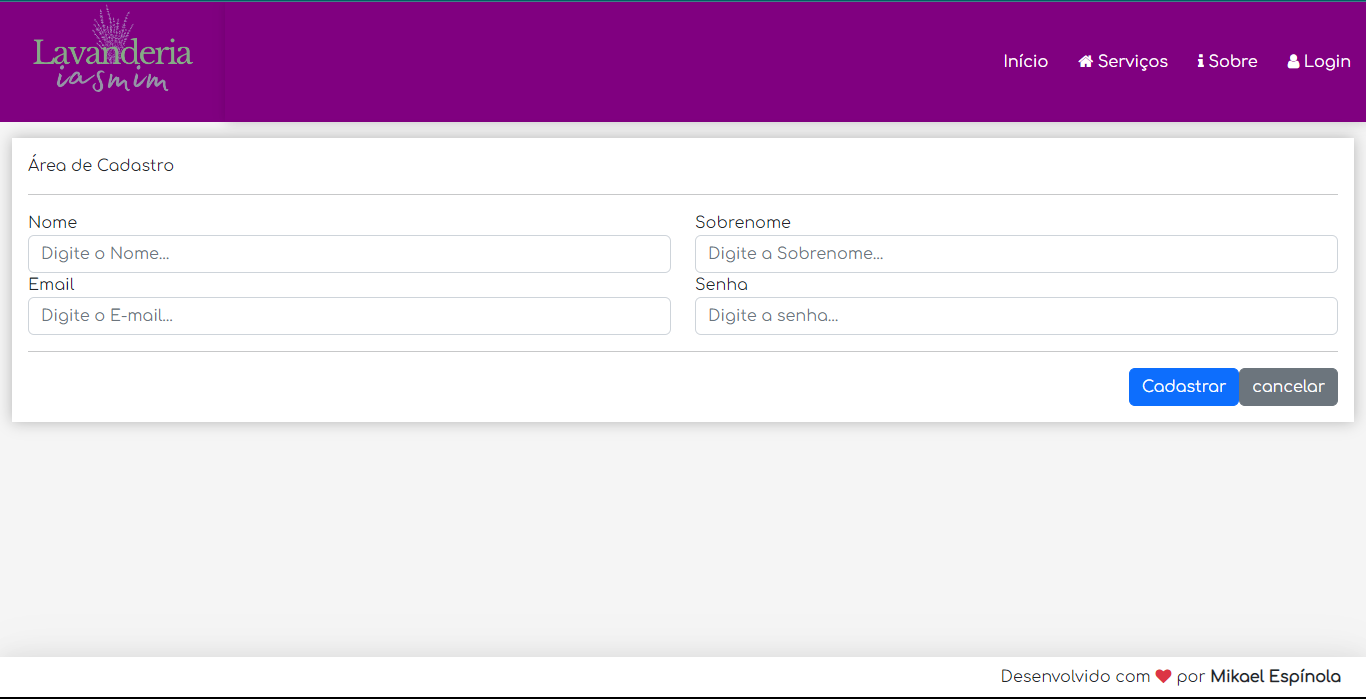 Lavanderia
iasmim
Início Serviços Sobre Login
Área de Cadastro
Nome Sobrenome
Digite o Nome... Digite a Sobrenome...
Email Senha
Digite o E-mail... Digite a senha...
Cadastrar cancelar
Desenvolvido com ❤ por Mikael Espínola